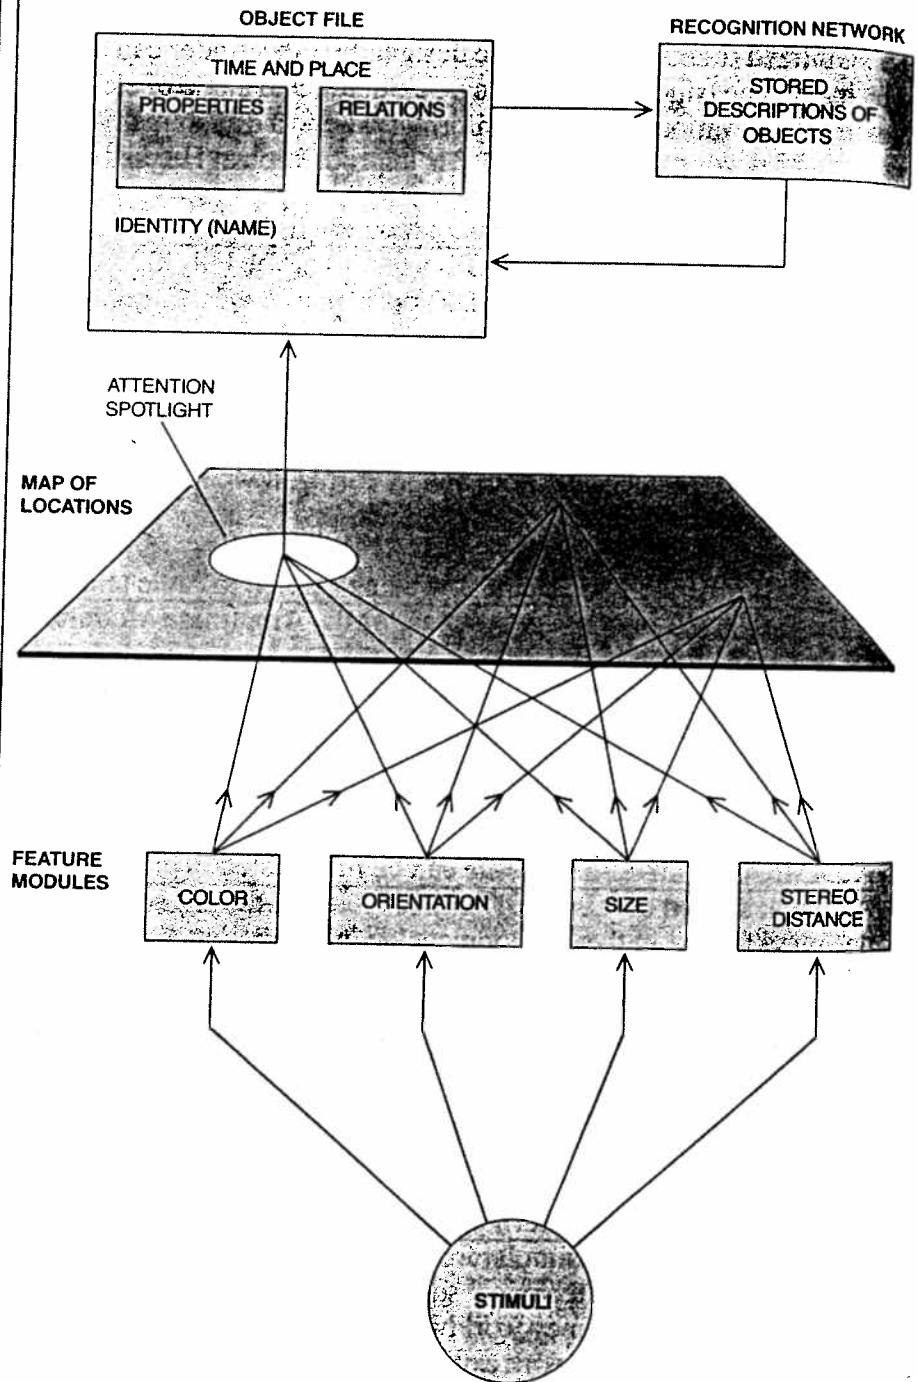 OBJECT FILE
RECOGNITION NETWORK
TIME AND PLACE
PROPERTIES
RELATIONS
STORED
DESCRIPTIONS OF
OBJECTS
IDENTITY (NAME)
ATTENTION
SPOTLIGHT
MAP OF
LOCATIONS
FEATURE
MODULES
COLOR
ORIENTATION
SIZE
STEREO
DISTANCE
STIMULI